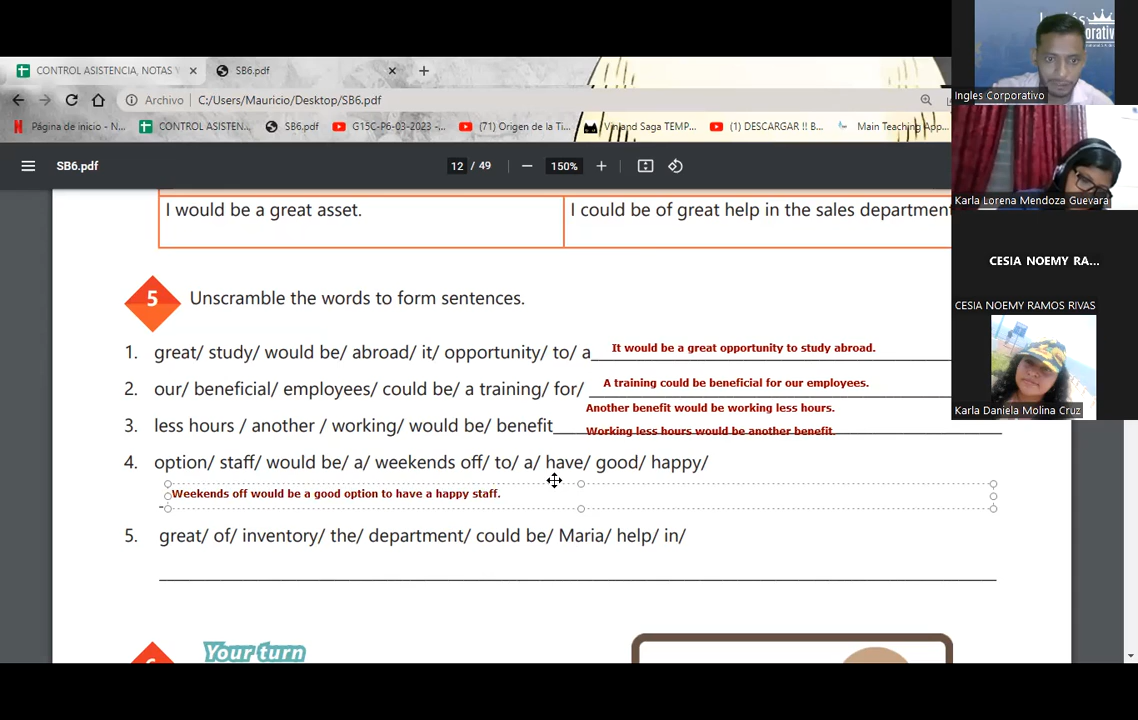 CONTROL ASISTENCIA, NOTAS Y
SB6.pdf
Archivo
C:/Users/Mauricio/Desktop/SB6.pdf
Página de inicio - N...
CONTROL ASISTEN...
SB6.pdf
G15C-P6-03-2023 -...
(71) Origen de la Ti...
Vinland Saga TEMP...
(1) DESCARGAR !! B...
Main Teaching App...
SB6.pdf
12 / 49
150%
Ingles Corporativo
Karla Lorena Mendoza Guevara
CESIA NOEMY RA...
CESIA NOEMY RAMOS RIVAS
Karla Daniela Molina Cruz
I would be a great asset.
I could be of great help in the sales department
5 Unscramble the words to form sentences.
1. great/ study/ would be/ abroad/ it/ opportunity/ to/ a
It would be a great opportunity to study abroad.
2. our/ beneficial/ employees/ could be/ a training/ for/
A training could be beneficial for our employees.
Another benefit would be working less hours.
3. less hours / another / working/ would be/ benefit
Working less hours would be another benefit.
4. option/ staff/ would be/ a/ weekends off/ to/ a/ have/ good/ happy/
Weekends off would be a good option to have a happy staff.
5. great/ of/ inventory/ the/ department/ could be/ Maria/ help/ in/
Your turn